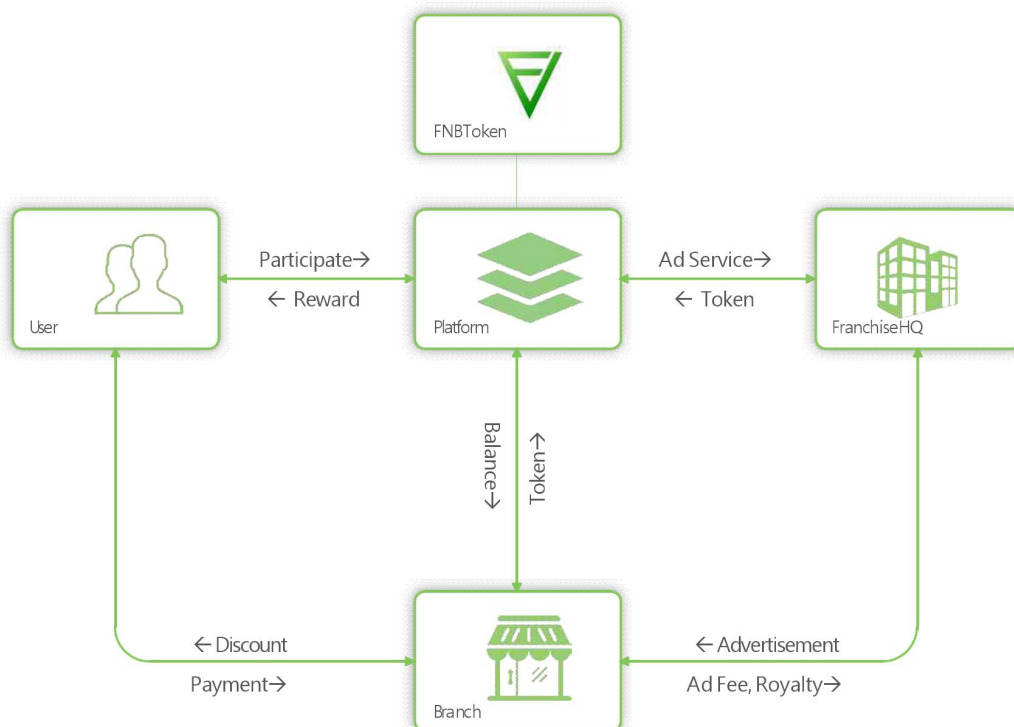 FNBToken
User
Participate→
← Reward
Platform
Ad Service→
← Token
FranchiseHQ
Balance→
Token→
← Discount
Payment→
Branch
← Advertisement
Ad Fee, Royalty→